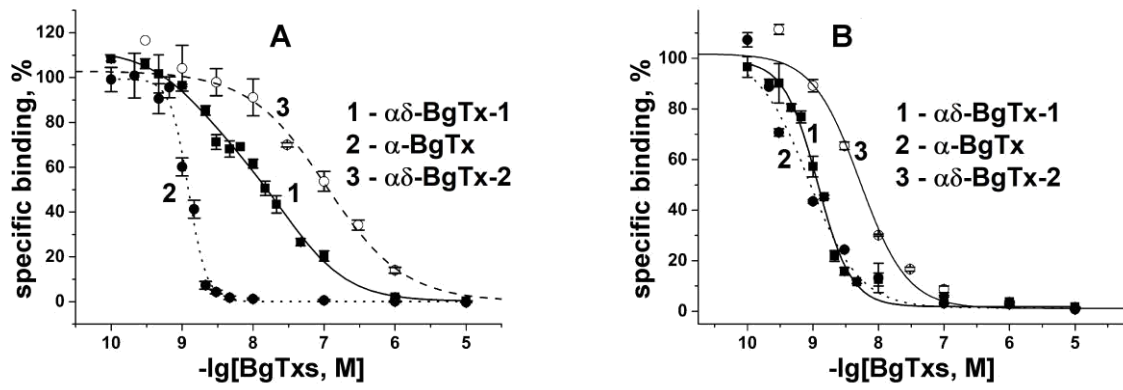 A
specific binding, %
120
100
80
60
40
20
0
1
2
3
1 - αδ-BgTx-1
2 - α-BgTx
3 - αδ-BgTx-2
10 9 8 7 6 5
-lg[BgTxs, M]
B
specific binding, %
100
80
60
40
20
0
1
2
3
1 - αδ-BgTx-1
2 - α-BgTx
3 - αδ-BgTx-2
10 9 8 7 6 5
-lg[BgTxs, M]